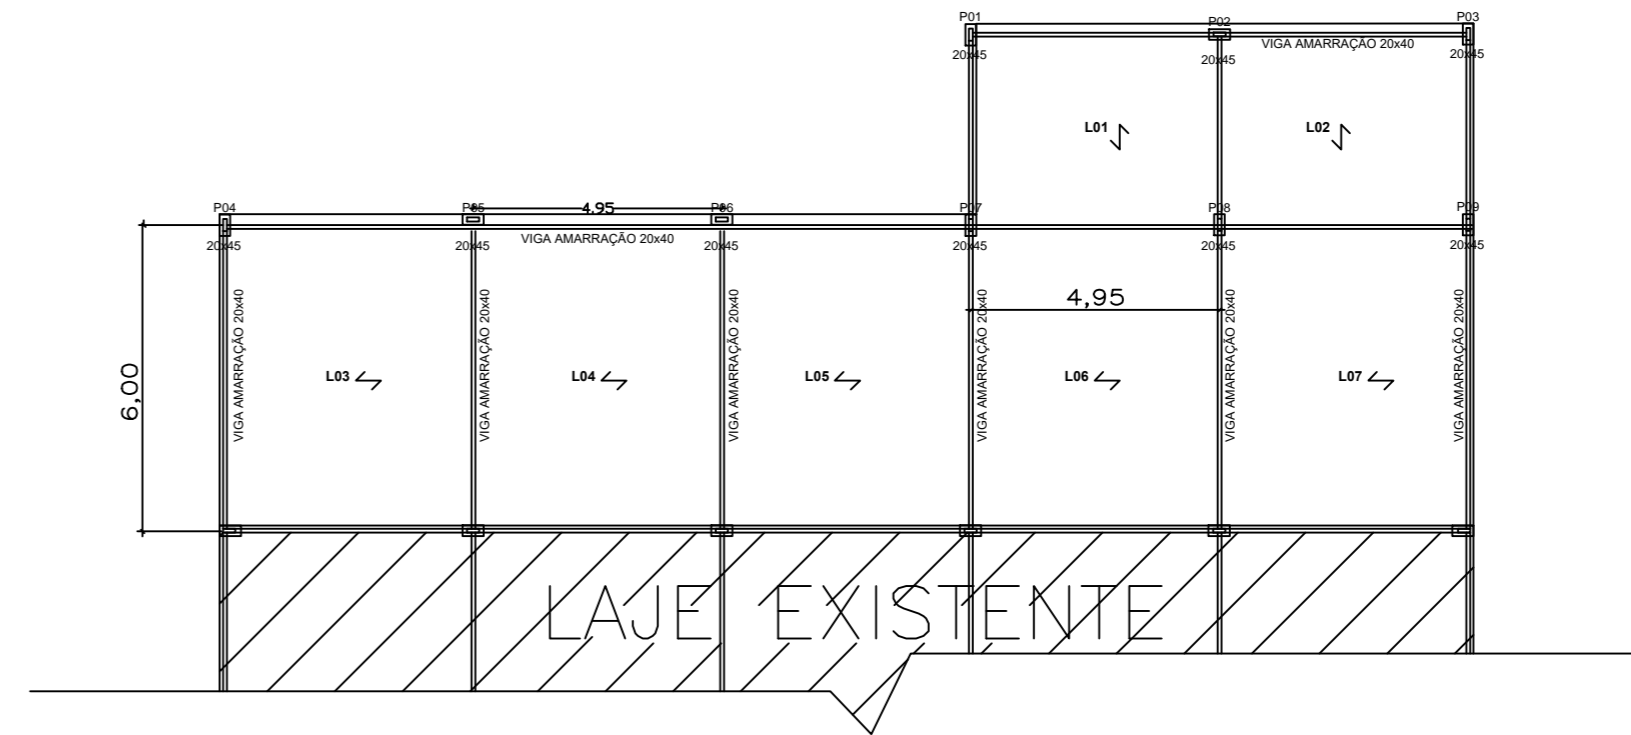 P01
P02
P03
VIGA AMARRAÇÃO 20x40
20x45
20x45
20x45
L01
L02
P04
P05
4.95
P06
P07
P08
P09
VIGA AMARRAÇÃO 20x40
20x45
20x45
20x45
20x45
20x45
20x45
4,95
6,00
VIGA AMARRAÇÃO 20x40
VIGA AMARRAÇÃO 20x40
VIGA AMARRAÇÃO 20x40
VIGA AMARRAÇÃO 20x40
VIGA AMARRAÇÃO 20x40
VIGA AMARRAÇÃO 20x40
L03
L04
L05
L06
L07
LAJE EXISTENTE